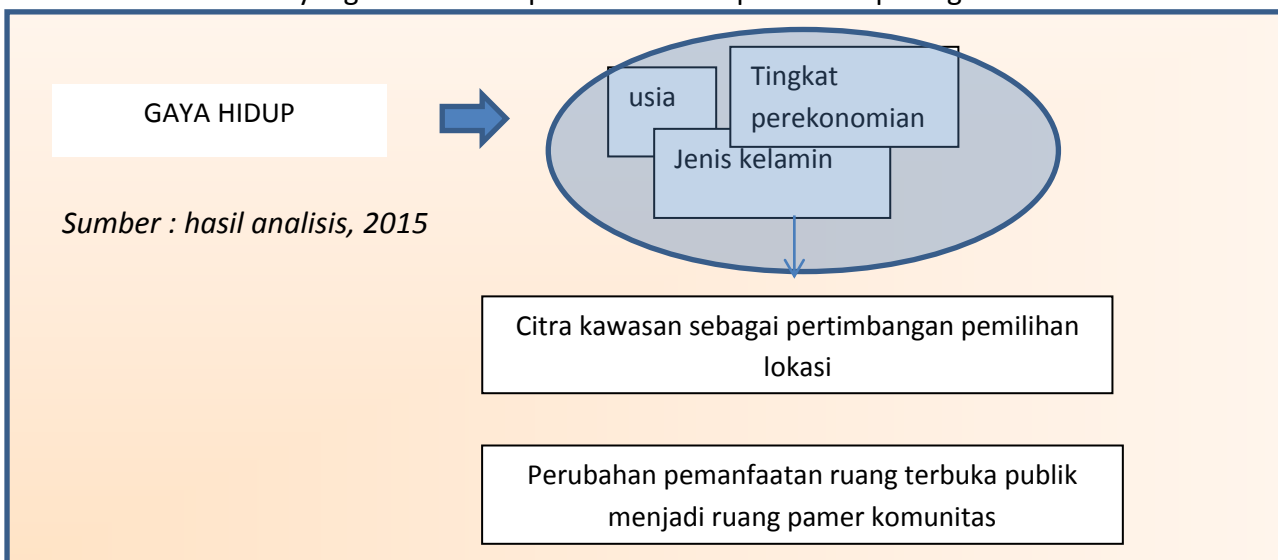 GAYA HIDUP
usia
Tingkat
perekonomian
Jenis kelamin
Sumber : hasil analisis, 2015
Citra kawasan sebagai pertimbangan pemilihan
lokasi
Perubahan pemanfaatan ruang terbuka publik
menjadi ruang pamer komunitas